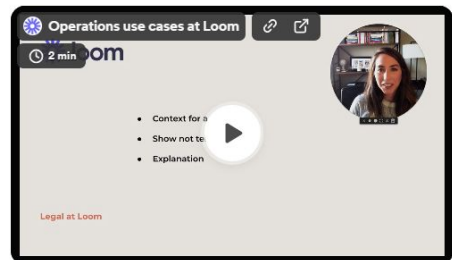 Operations use cases at Loom
2 min
oom
Context for a
Show not te
Explanation
Legal at Loom